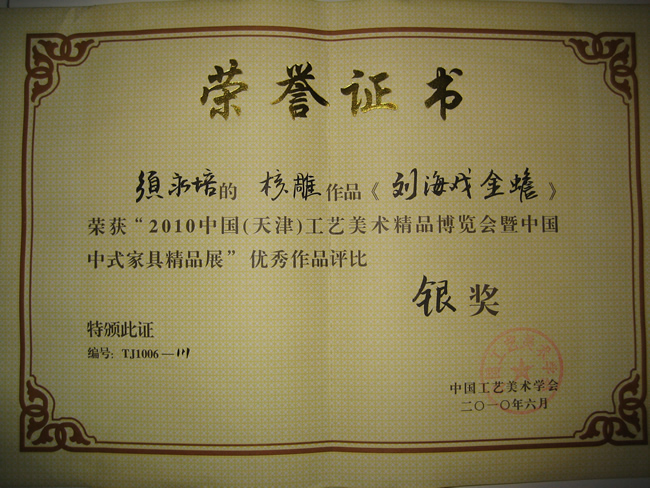 荣誉证书
須永培的 核雕作品《刘海戏金蟾》
荣获“2010中国(天津)工艺美术精品博览会暨中国
中式家具精品展”优秀作品评比
银奖
特颁此证
编号:TJ1006—
中国工艺美术学会
二〇一〇年六月